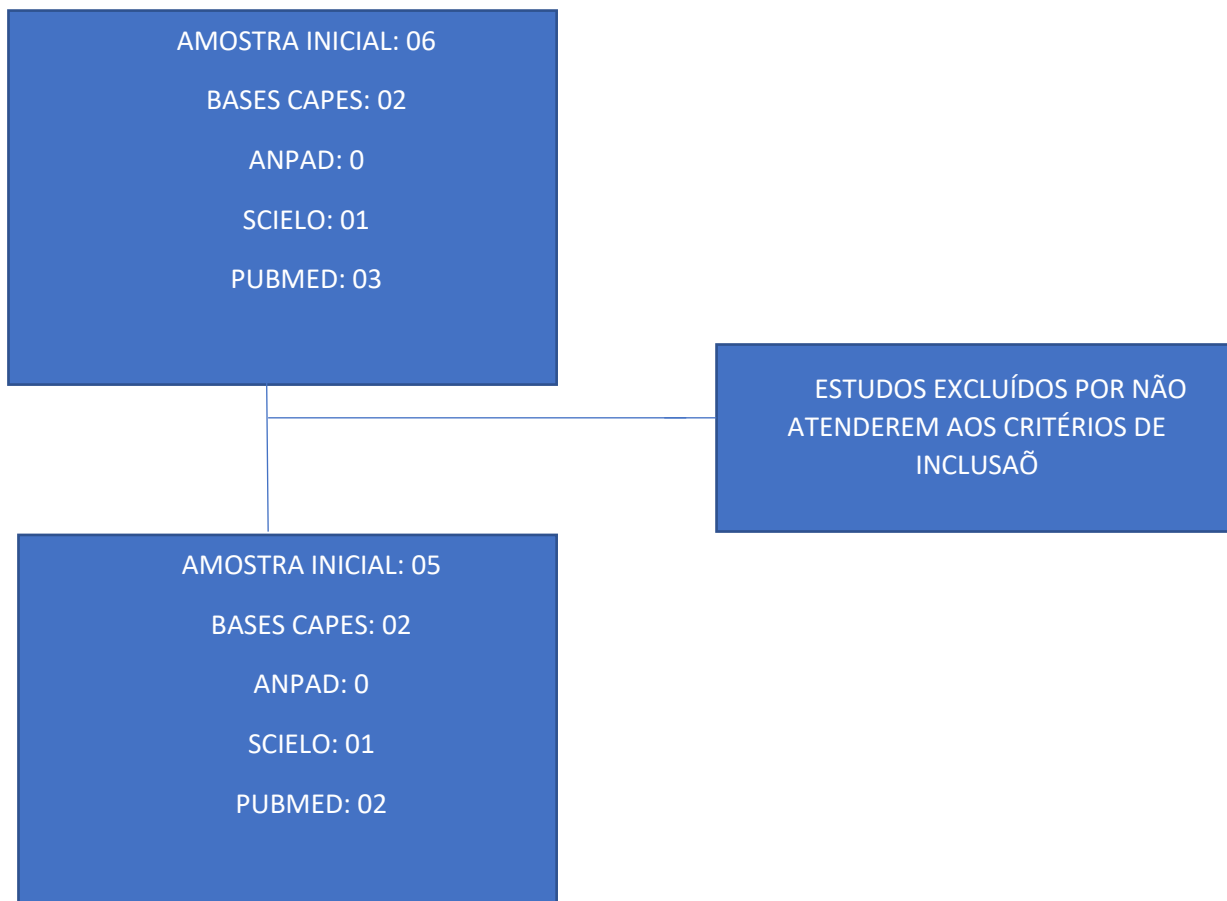 AMOSTRA INICIAL: 06
BASES CAPES: 02
ANPAD: 0
SCIELO: 01
PUBMED: 03
ESTUDOS EXCLUÍDOS POR NÃO
ATENDEREM AOS CRITÉRIOS DE
INCLUSAÕ
AMOSTRA INICIAL: 05
BASES CAPES: 02
ANPAD: 0
SCIELO: 01
PUBMED: 02